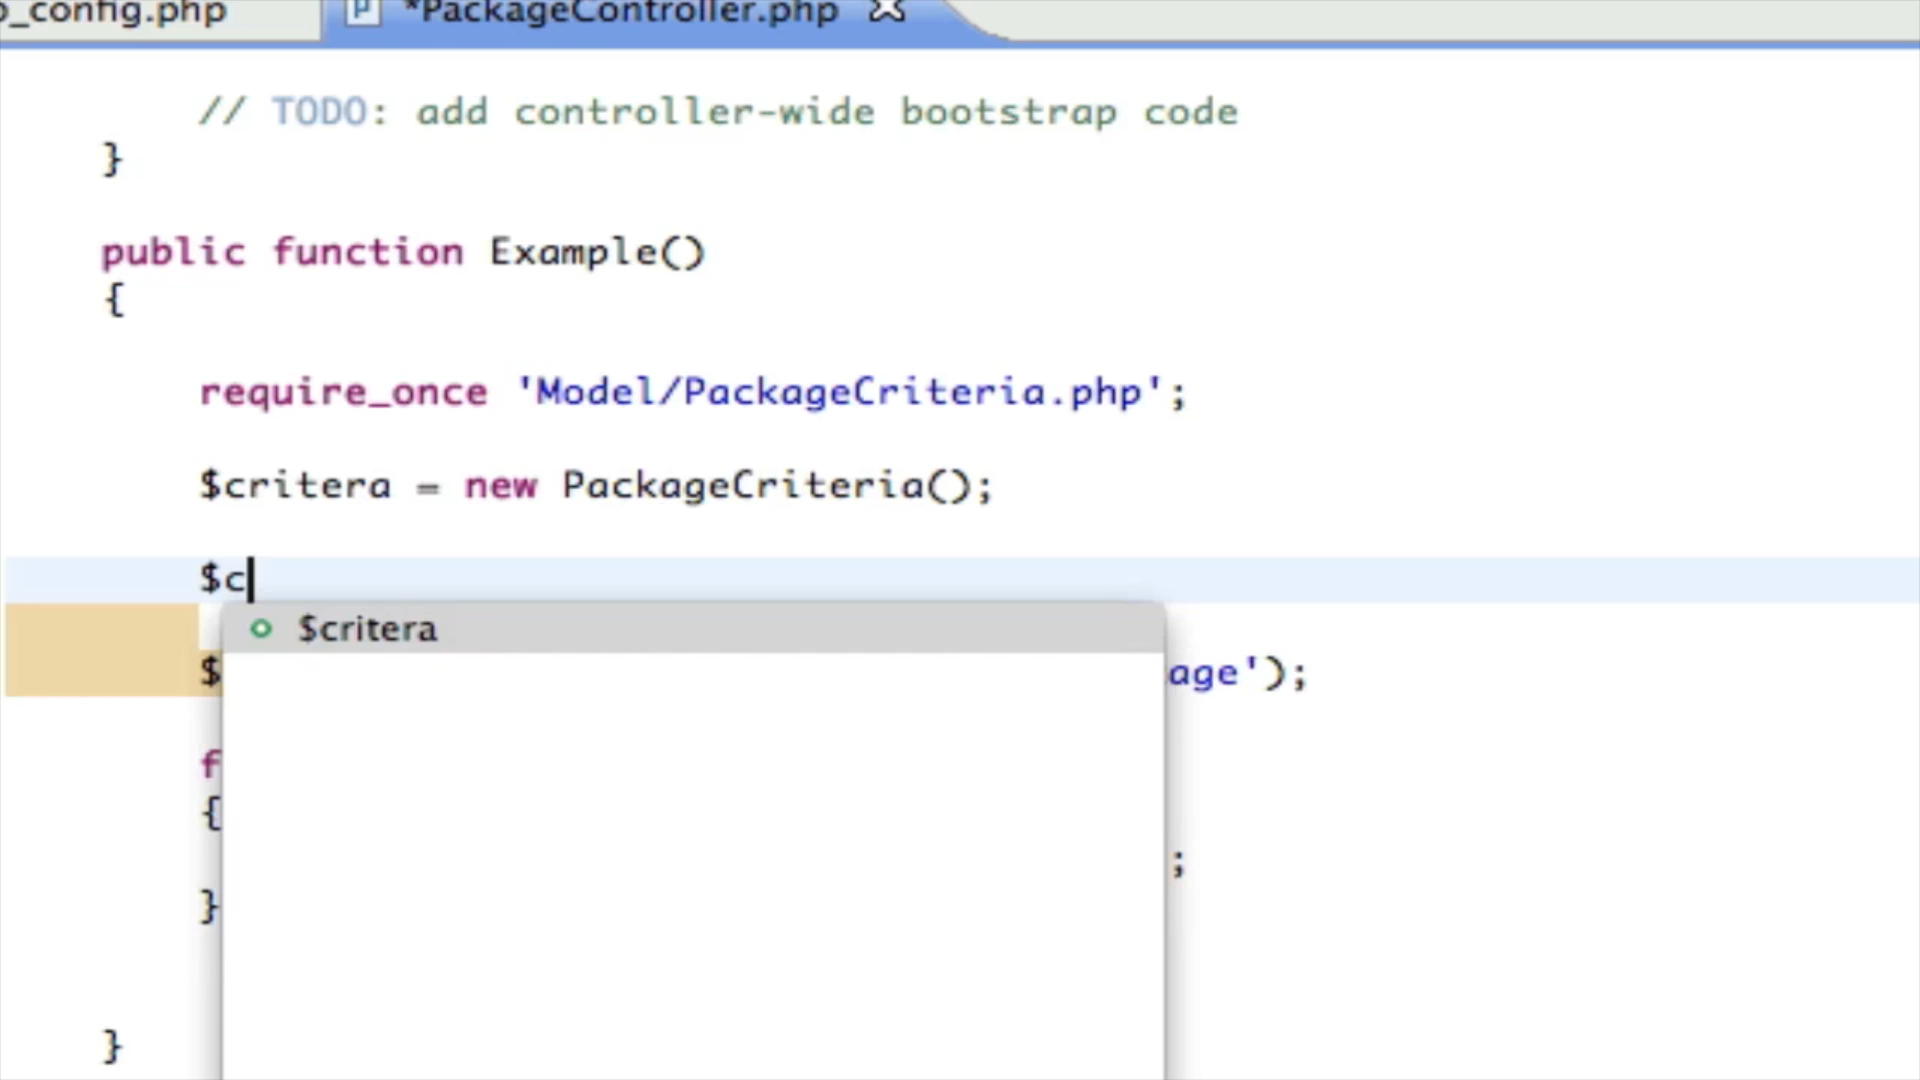 _config.php
*PackageController.php
// TODO: add controller-wide bootstrap code
}
public function Example()
{
require_once 'Model/PackageCriteria.php';
$critera = new PackageCriteria();
$c
$critera
$ age');
f
{
;
}
}